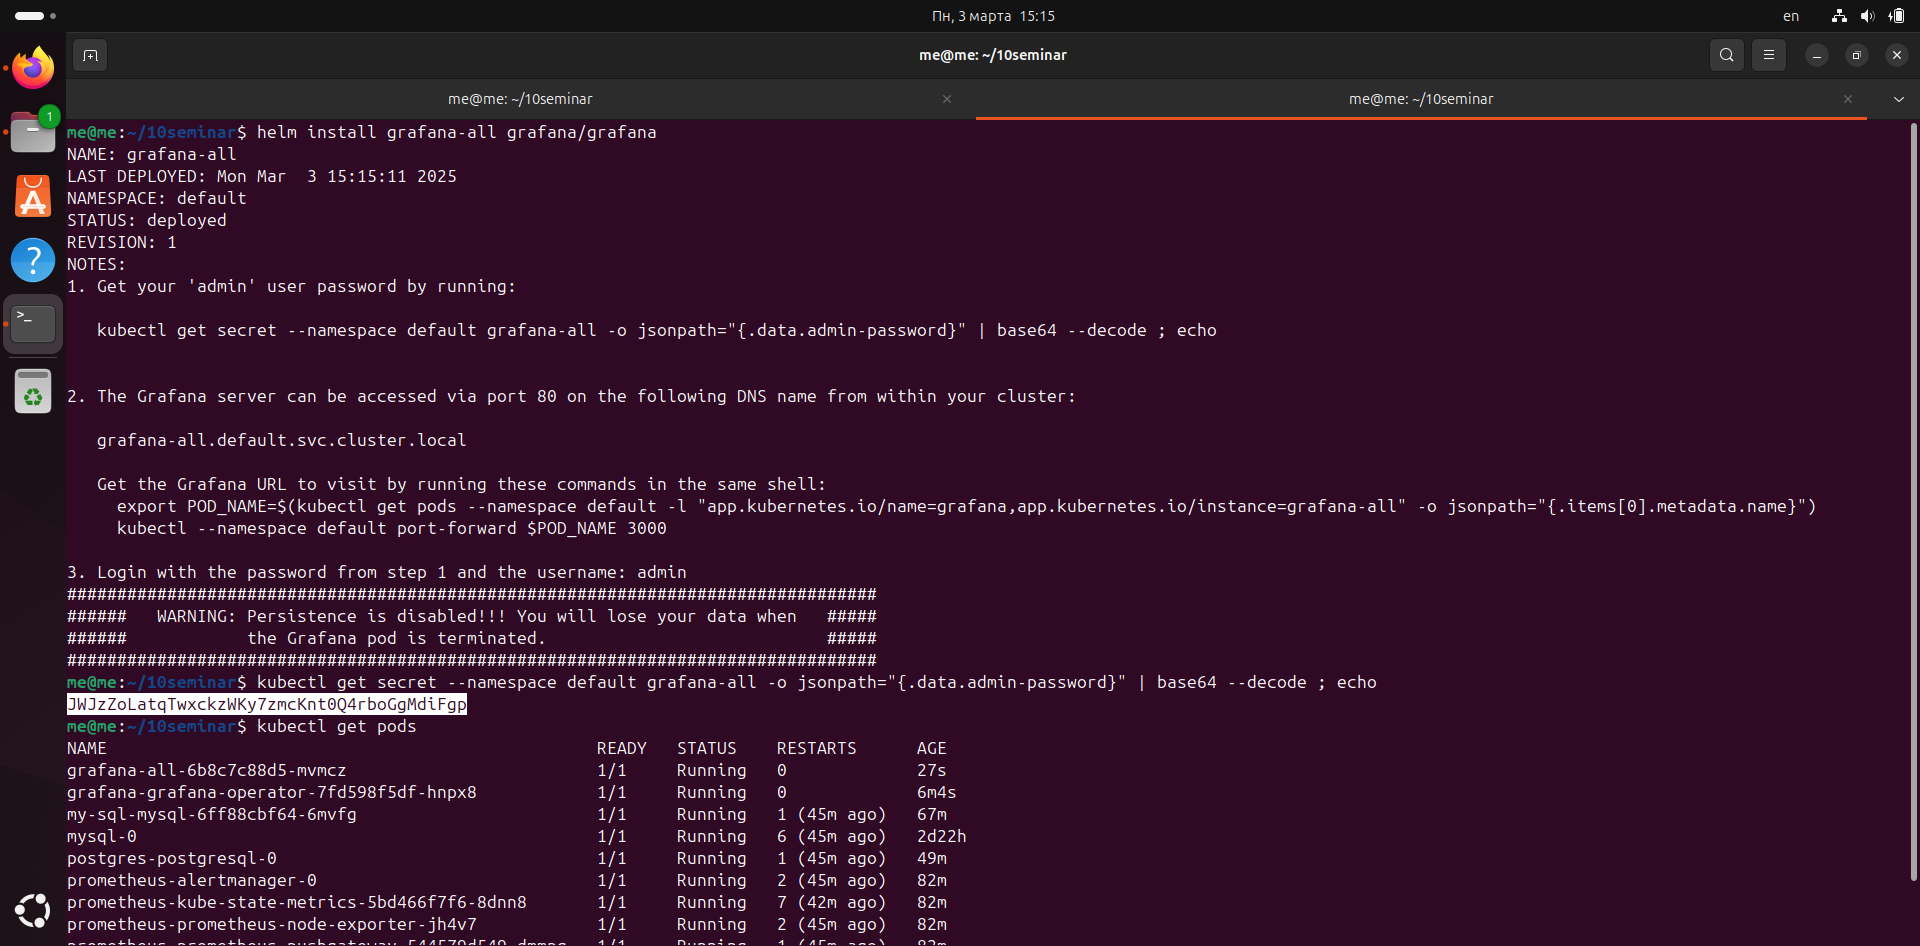 Пн, 3 марта 15:15
en
me@me: ~/10seminar
me@me: ~/10seminar
me@me: ~/10seminar
1
me@me:~/10seminar$ helm install grafana-all grafana/grafana
NAME: grafana-all
LAST DEPLOYED: Mon Mar  3 15:15:11 2025
NAMESPACE: default
STATUS: deployed
REVISION: 1
NOTES:
1. Get your 'admin' user password by running:
kubectl get secret --namespace default grafana-all -o jsonpath="{.data.admin-password}" | base64 --decode ; echo
2. The Grafana server can be accessed via port 80 on the following DNS name from within your cluster:
grafana-all.default.svc.cluster.local
Get the Grafana URL to visit by running these commands in the same shell:
export POD_NAME=$(kubectl get pods --namespace default -l "app.kubernetes.io/name=grafana,app.kubernetes.io/instance=grafana-all" -o jsonpath="{.items[0].metadata.name}")
kubectl --namespace default port-forward $POD_NAME 3000
3. Login with the password from step 1 and the username: admin
#################################################################################
######   WARNING: Persistence is disabled!!! You will lose your data when   #####
######            the Grafana pod is terminated.                            #####
#################################################################################
me@me:~/10seminar$ kubectl get secret --namespace default grafana-all -o jsonpath="{.data.admin-password}" | base64 --decode ; echo
JWJzZoLatqTwxckzWKy7zmcKnt0Q4rboGgMdiFgp
me@me:~/10seminar$ kubectl get pods
NAME READY STATUS RESTARTS AGE
grafana-all-6b8c7c88d5-mvmcz 1/1 Running 0 27s
grafana-grafana-operator-7fd598f5df-hnpx8 1/1 Running 0 6m4s
my-sql-mysql-6ff88cbf64-6mvfg 1/1 Running 1 (45m ago) 67m
mysql-0 1/1 Running 6 (45m ago) 2d22h
postgres-postgresql-0 1/1 Running 1 (45m ago) 49m
prometheus-alertmanager-0 1/1 Running 2 (45m ago) 82m
prometheus-kube-state-metrics-5bd466f7f6-8dnn8 1/1 Running 7 (42m ago) 82m
prometheus-prometheus-node-exporter-jh4v7 1/1 Running 2 (45m ago) 82m